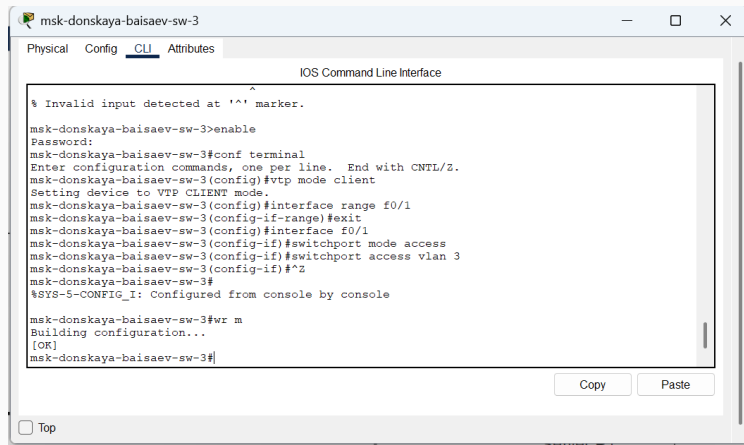 msk-donskaya-baisaev-sw-3
Physical Config CLI Attributes
IOS Command Line Interface
^
% Invalid input detected at '^' marker.
msk-donskaya-baisaev-sw-3>enable
Password:
msk-donskaya-baisaev-sw-3#conf terminal
Enter configuration commands, one per line. End with CNTL/Z.
msk-donskaya-baisaev-sw-3(config)#vtp mode client
Setting device to VTP CLIENT mode.
msk-donskaya-baisaev-sw-3(config)#interface range f0/1
msk-donskaya-baisaev-sw-3(config-if-range)#exit
msk-donskaya-baisaev-sw-3(config)#interface f0/1
msk-donskaya-baisaev-sw-3(config-if)#switchport mode access
msk-donskaya-baisaev-sw-3(config-if)#switchport access vlan 3
msk-donskaya-baisaev-sw-3(config-if)#^Z
msk-donskaya-baisaev-sw-3#
%SYS-5-CONFIG_I: Configured from console by console
msk-donskaya-baisaev-sw-3#wr m
Building configuration...
[OK]
msk-donskaya-baisaev-sw-3#
Copy Paste
Top